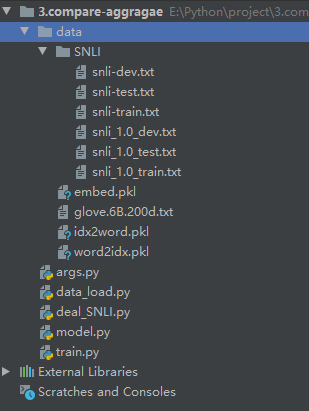 3.compare-aggragae E:\Python\project\3.com
data
SNLI
snli-dev.txt
snli-test.txt
snli-train.txt
snli_1.0_dev.txt
snli_1.0_test.txt
snli_1.0_train.txt
embed.pkl
glove.6B.200d.txt
idx2word.pkl
word2idx.pkl
args.py
data_load.py
deal_SNLI.py
model.py
train.py
External Libraries
Scratches and Consoles